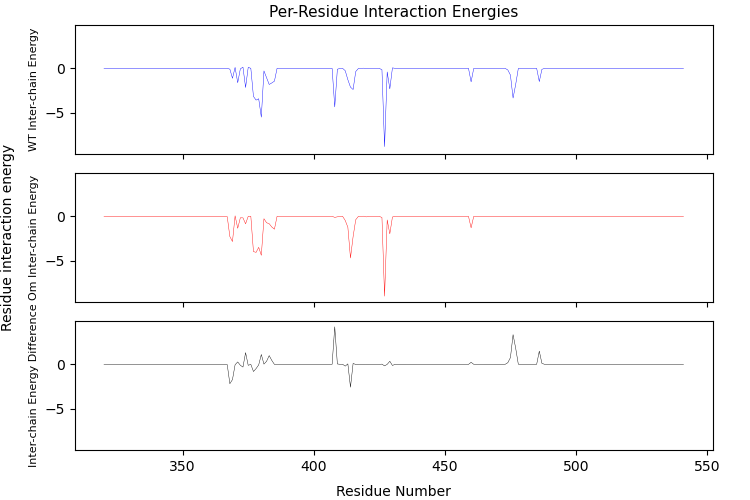 Per-Residue Interaction Energies
Residue interaction energy
WT Inter-chain Energy
0
−5
Om Inter-chain Energy
0
−5
Inter-chain Energy Difference
0
−5
350
400
450
500
550
Residue Number